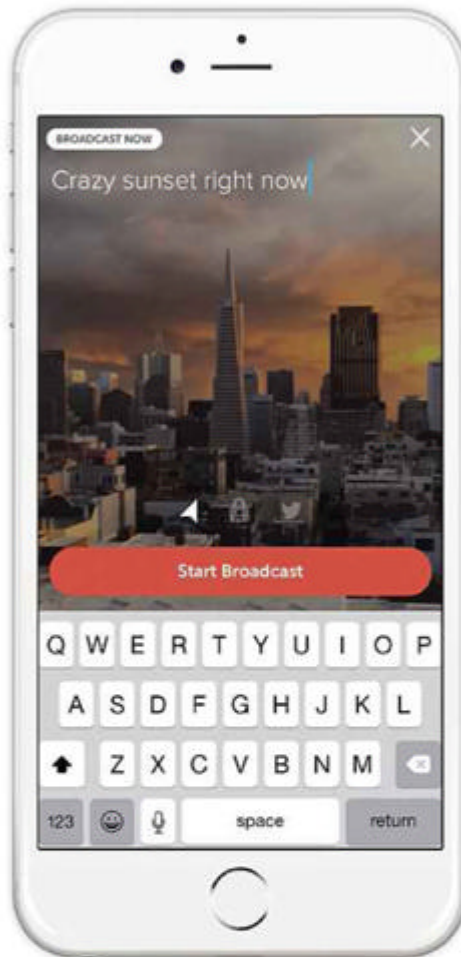 BROADCAST NOW
Crazy sunset right now
Start Broadcast
Q W E R T Y U I O P
A S D F G H J K L
Z X C V B N M
123 space return